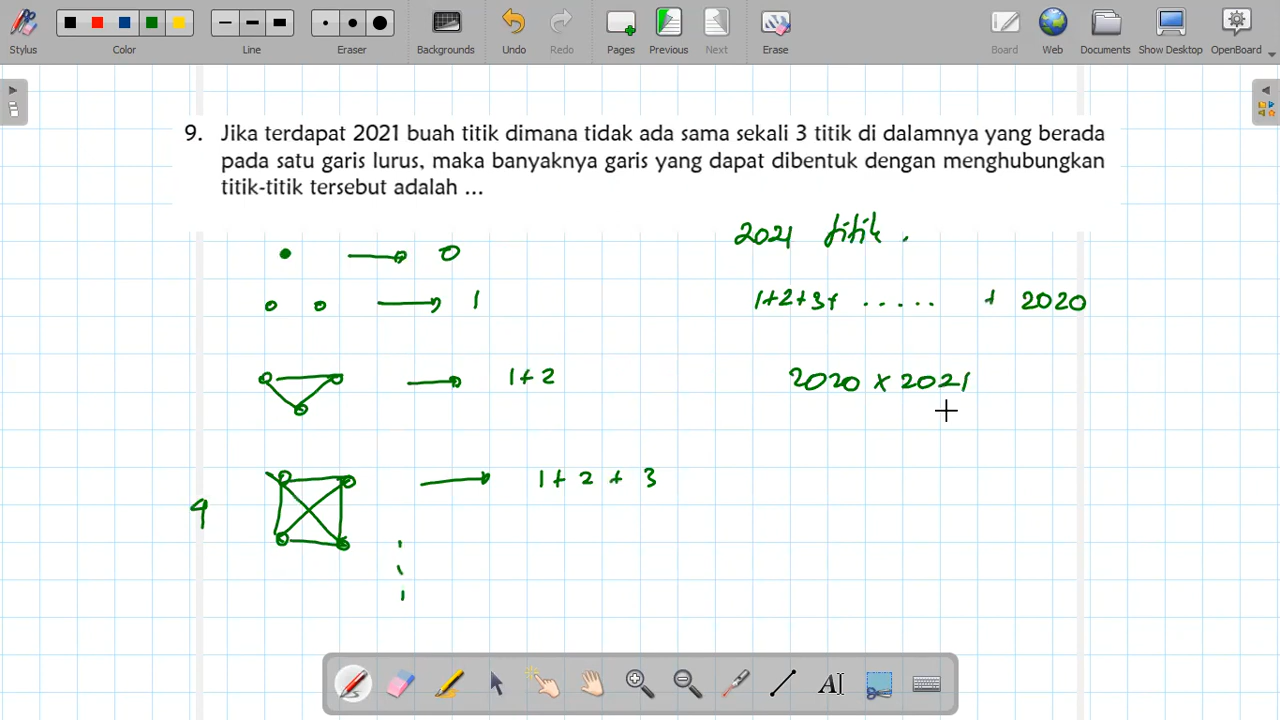 Stylus Color Line Eraser Backgrounds Undo Redo Pages Previous Next Erase Board Web Documents Show Desktop OpenBoard
9. Jika terdapat 2021 buah titik dimana tidak ada sama sekali 3 titik di dalamnya yang berada
pada satu garis lurus, maka banyaknya garis yang dapat dibentuk dengan menghubungkan
titik-titik tersebut adalah ...
2021 titik .
0
1
1+2+3+ ..... + 2020
1+2
2020 x 2021
4
1+ 2 + 3
AI